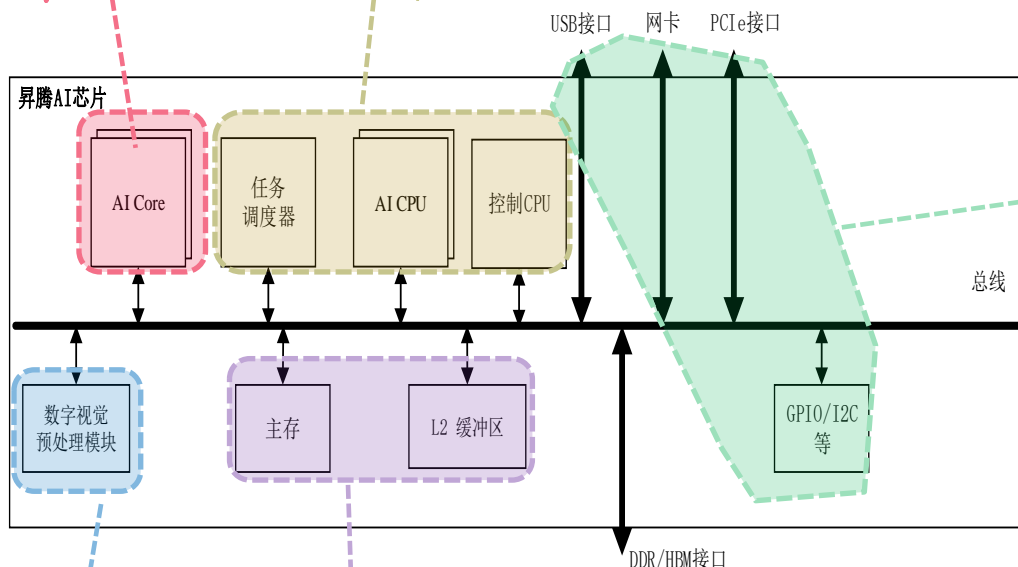 USB接口 网卡 PCIe接口
昇腾AI芯片
AI Core
任务
调度器
AI CPU
控制CPU
总线
数字视觉
预处理模块
主存
L2 缓冲区
GPIO/I2C
等
DDR/HBM接口